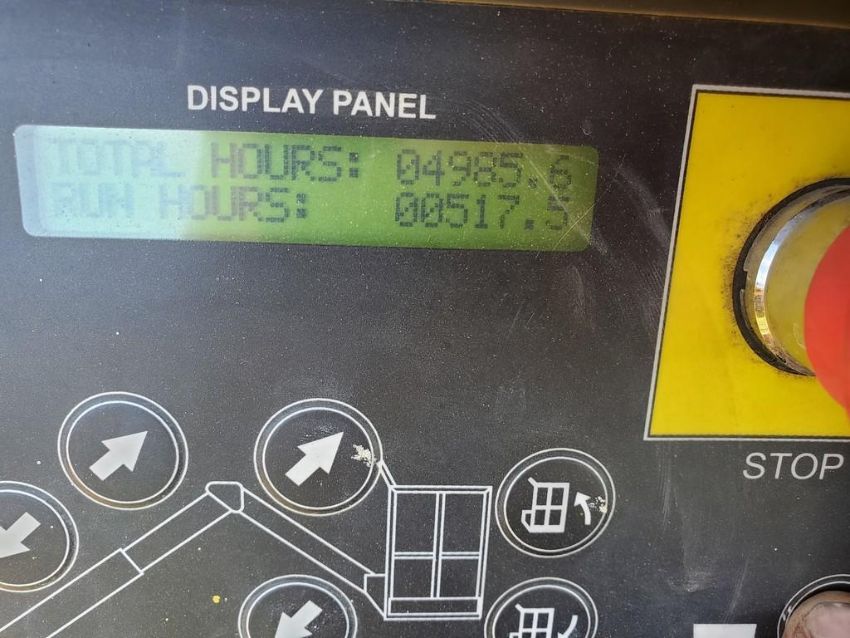 DISPLAY PANEL
TOTAL HOURS: 04985.6
RUN HOURS: 00517.5
STOP